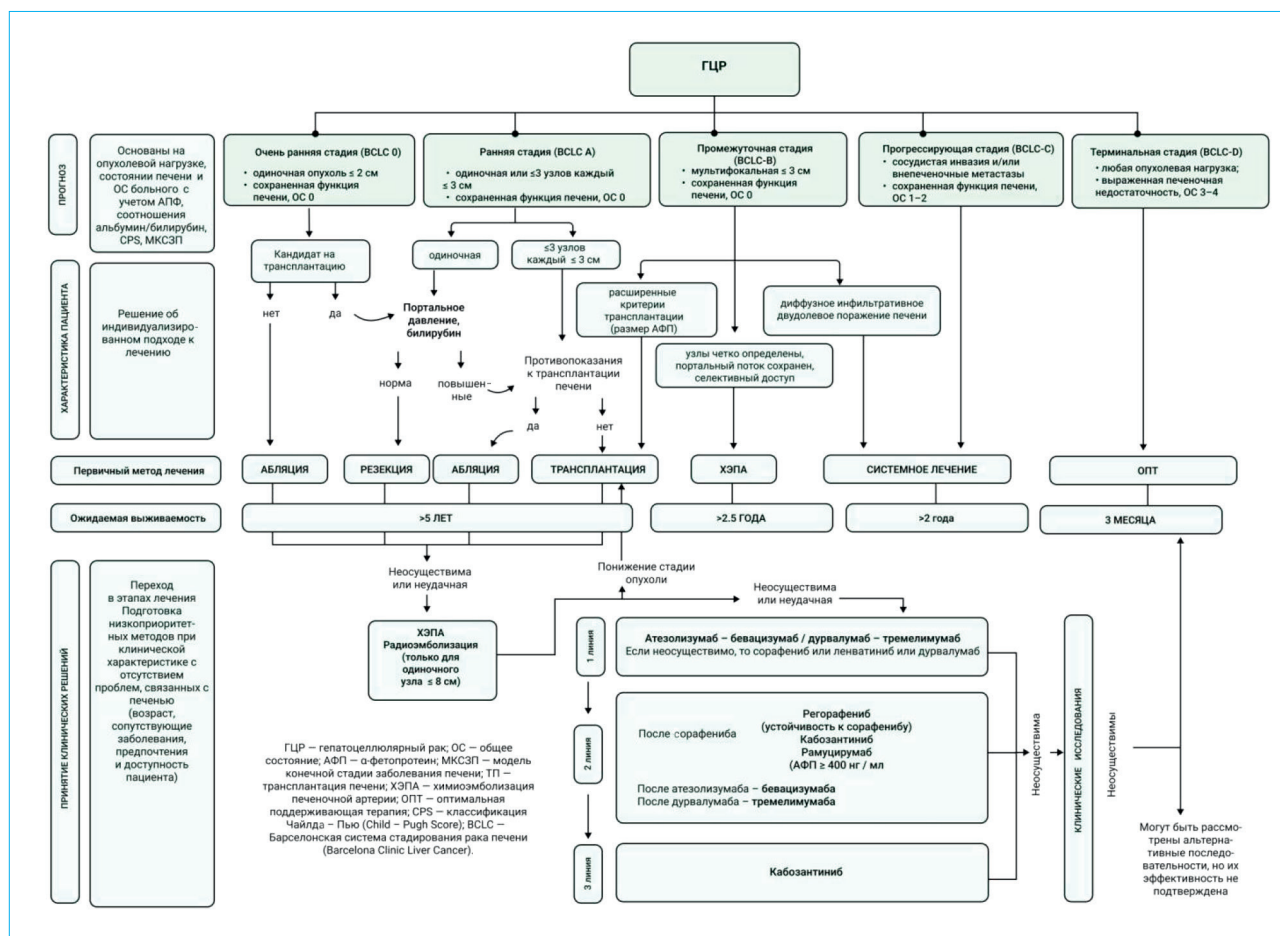 ГЦР
ПРОГНОЗ
Основаны на
опухолевой нагрузке,
состоянии печени и
ОС больного с
учетом АПФ,
соотношения
альбумин/билирубин,
CPS, МКСЗП
Очень ранняя стадия (BCLC 0)
• одиночная опухоль ≤ 2 см
• сохраненная функция
печени, ОС 0
Ранняя стадия (BCLC A)
• одиночная или ≤3 узлов каждый
≤ 3 см
• сохраненная функция печени, ОС 0
Промежуточная стадия
(BCLC-B)
• мультифокальная ≤ 3 см
• сохраненная функция
печени, ОС 0
Прогрессирующая стадия (BCLC-C)
• сосудистая инвазия и/или
внепеченочные метастазы
• сохраненная функция печени,
ОС 1–2
Терминальная стадия (BCLC-D)
• любая опухолевая нагрузка;
• выраженная печеночная
недостаточность, ОС 3–4
ХАРАКТЕРИСТИКА ПАЦИЕНТА
Решение об
индивидуализиро-
ванном подходе к
лечению
Кандидат на
трансплантацию
нет
да
одиночная
≤3 узлов
каждый ≤ 3 см
Портальное
давление,
билирубин
норма
повышен-
ные
Противопоказания
к трансплантации
печени
да
нет
расширенные
критерии
трансплантации
(размер АФП)
узлы четко определены,
портальный поток сохранен,
селективный доступ
диффузное инфильтративное
двудолевое поражение печени
Первичный метод лечения
АБЛЯЦИЯ
РЕЗЕКЦИЯ
АБЛЯЦИЯ
ТРАНСПЛАНТАЦИЯ
ХЭПА
СИСТЕМНОЕ ЛЕЧЕНИЕ
ОПТ
Ожидаемая выживаемость
>5 ЛЕТ
>2.5 ГОДА
>2 года
3 МЕСЯЦА
ПРИНЯТИЕ КЛИНИЧЕСКИХ РЕШЕНИЙ
Переход
в этапах лечения
Подготовка
низкоприоритет-
ных методов при
клинической
характеристике с
отсутствием
проблем, связанных с
печенью
(возраст,
сопутствующие
заболевания,
предпочтения
и доступность
пациента)
Неосуществима
или неудачная
ХЭПА
Радиоэмболизация
(только для
одиночного
узла ≤ 8 см)
Понижение стадии
опухоли
Неосуществима
или неудачная
1 линия
Атезолизумаб – бевацизумаб / дурвалумаб – тремелимумаб
Если неосуществимо, то сорафениб или ленватиниб или дурвалумаб
2 линия
После сорафениба
Регорафениб
(устойчивость к сорафенибу)
Кабозантиниб
Рамуцирумаб
(АФП ≥ 400 нг / мл
После атезолизумаба – бевацизумаба
После дурвалумаба – тремелимумаба
3 линия
Кабозантиниб
Неосуществима
КЛИНИЧЕСКИЕ ИССЛЕДОВАНИЯ
Неосуществимы
Могут быть рассмо-
трены альтерна-
тивные последо-
вательности, но их
эффективность не
подтверждена
ГЦР — гепатоцеллюлярный рак; ОС — общее
состояние; АФП — α-фетопротеин; МКСЗП — модель
конечной стадии заболевания печени; ТП —
трансплантация печени; ХЭПА — химиоэмболизация
печеночной артерии; ОПТ — оптимальная
поддерживающая терапия; CPS — классификация
Чайлда – Пью (Child – Pugh Score); BCLC —
Барселонская система стадирования рака печени
(Barcelona Clinic Liver Cancer).